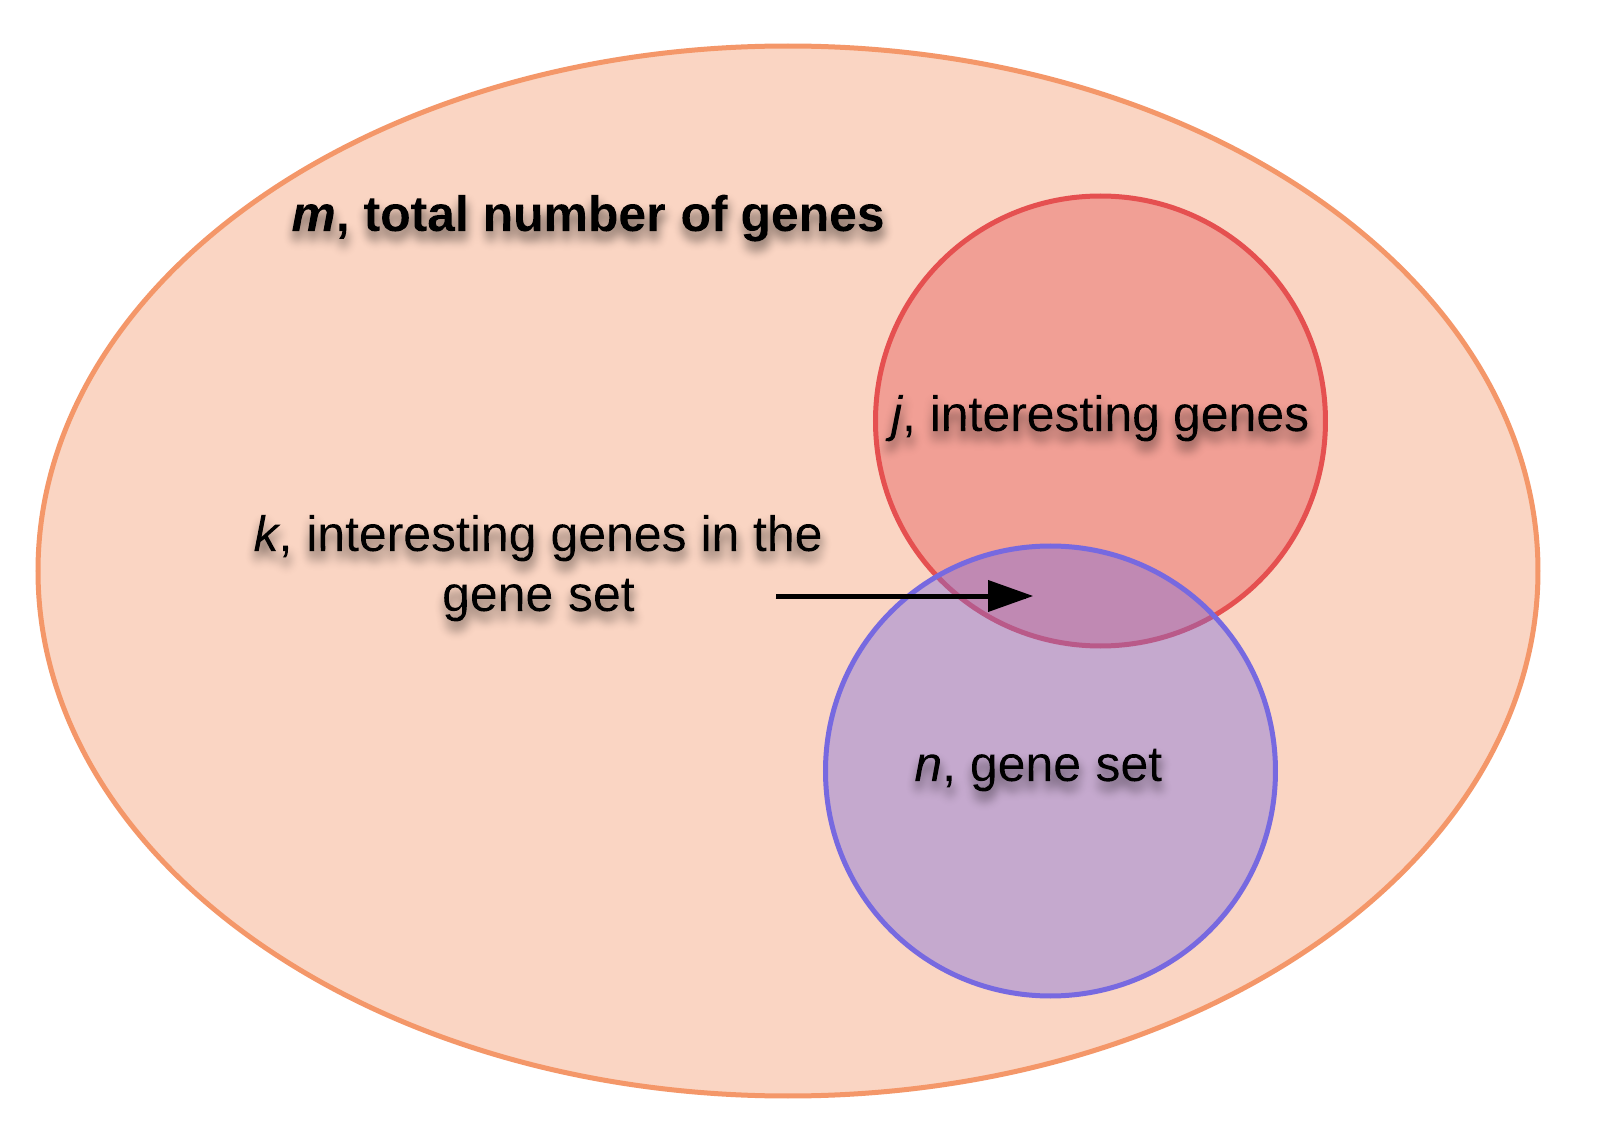 m, total number of genes
j, interesting genes
k, interesting genes in the
gene set
n, gene set